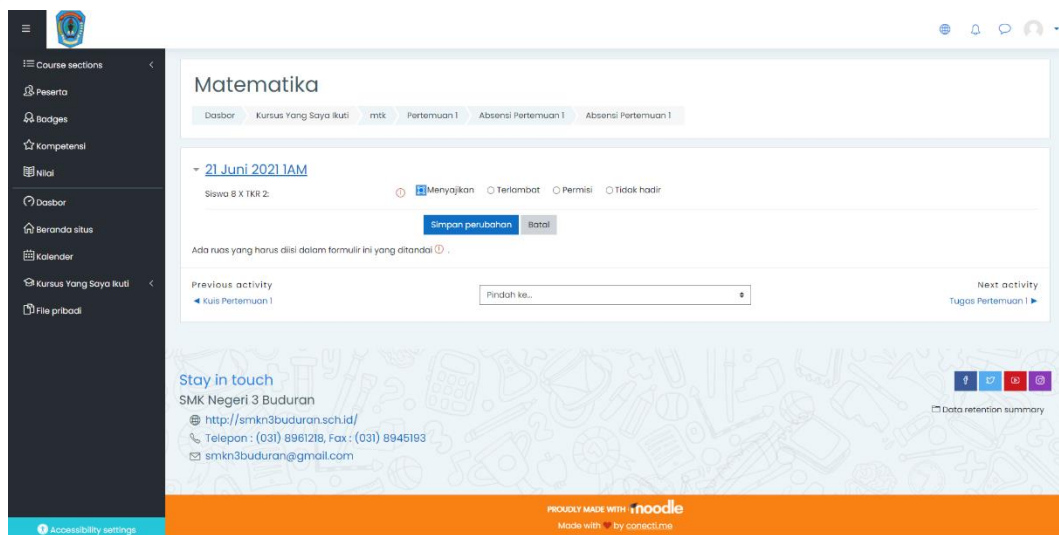 Course sections
Peserta
Badges
Kompetensi
Nilai
Dasbor
Beranda situs
Kalender
Kursus Yang Saya Ikuti
File pribadi
Accessibility settings
Matematika
Dasbor Kursus Yang Saya Ikuti mtk Pertemuan 1 Absensi Pertemuan 1 Absensi Pertemuan 1
21 Juni 2021 1AM
Siswa 8 X TKR 2: Menyajikan Terlambat Permisi Tidak hadir
Simpan perubahan Batal
Ada ruas yang harus diisi dalam formulir ini yang ditandai .
Previous activity
◄ Kuis Pertemuan 1
Pindah ke...
Next activity
Tugas Pertemuan 1 ►
Stay in touch
SMK Negeri 3 Buduran
http://smkn3buduran.sch.id/
Telepon : (031) 8961218, Fax : (031) 8945193
smkn3buduran@gmail.com
Data retention summary
PROUDLY MADE WITH moodle
Made with ♥ by conecti.me